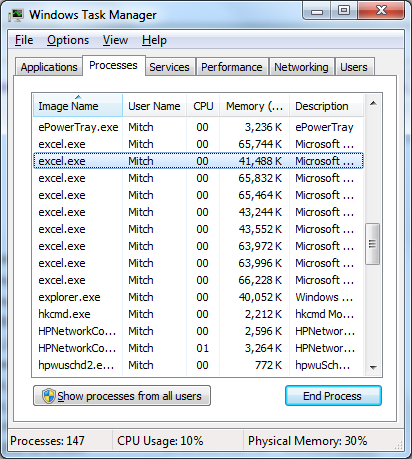 Windows Task Manager
File Options View Help
Applications Processes Services Performance Networking Users
Image Name User Name CPU Memory (... Description
ePowerTray.exe Mitch 00 3,236 K ePowerTray
excel.exe Mitch 00 65,744 K Microsoft ...
excel.exe Mitch 00 41,488 K Microsoft ...
excel.exe Mitch 00 65,832 K Microsoft ...
excel.exe Mitch 00 65,464 K Microsoft ...
excel.exe Mitch 00 43,244 K Microsoft ...
excel.exe Mitch 00 43,552 K Microsoft ...
excel.exe Mitch 00 63,972 K Microsoft ...
excel.exe Mitch 00 63,996 K Microsoft ...
excel.exe Mitch 00 66,228 K Microsoft ...
explorer.exe Mitch 00 40,052 K Windows ...
hkcmd.exe Mitch 00 2,212 K hkcmd Mo...
HPNetworkCo... Mitch 00 2,596 K HPNetwor...
HPNetworkCo... Mitch 01 3,264 K HPNetwor...
hpwuschd2.e... Mitch 00 772 K hpwuSch...
Show processes from all users End Process
Processes: 147 CPU Usage: 10% Physical Memory: 30%